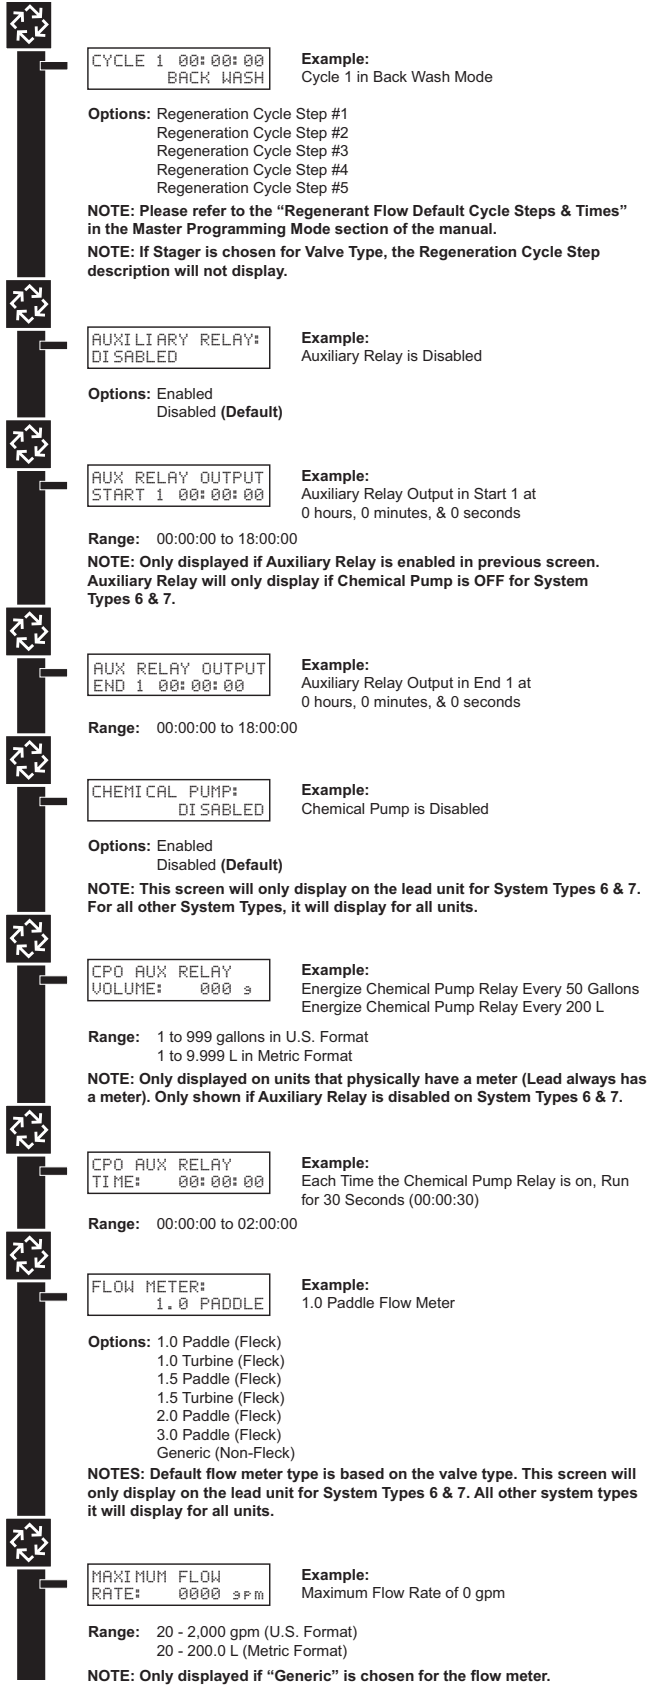 CYCLE 1 00:00:00
BACK WASH
Example:
Cycle 1 in Back Wash Mode
Options: Regeneration Cycle Step #1
Regeneration Cycle Step #2
Regeneration Cycle Step #3
Regeneration Cycle Step #4
Regeneration Cycle Step #5
NOTE: Please refer to the “Regenerant Flow Default Cycle Steps & Times”
in the Master Programming Mode section of the manual.
NOTE: If Stager is chosen for Valve Type, the Regeneration Cycle Step
description will not display.
AUXILIARY RELAY:
DISABLED
Example:
Auxiliary Relay is Disabled
Options: Enabled
Disabled (Default)
AUX RELAY OUTPUT
START 1 00:00:00
Example:
Auxiliary Relay Output in Start 1 at
0 hours, 0 minutes, & 0 seconds
Range: 00:00:00 to 18:00:00
NOTE: Only displayed if Auxiliary Relay is enabled in previous screen.
Auxiliary Relay will only display if Chemical Pump is OFF for System
Types 6 & 7.
AUX RELAY OUTPUT
END 1 00:00:00
Example:
Auxiliary Relay Output in End 1 at
0 hours, 0 minutes, & 0 seconds
Range: 00:00:00 to 18:00:00
CHEMICAL PUMP:
DISABLED
Example:
Chemical Pump is Disabled
Options: Enabled
Disabled (Default)
NOTE: This screen will only display on the lead unit for System Types 6 & 7.
For all other System Types, it will display for all units.
CPO AUX RELAY
VOLUME: 000 g
Example:
Energize Chemical Pump Relay Every 50 Gallons
Energize Chemical Pump Relay Every 200 L
Range: 1 to 999 gallons in U.S. Format
1 to 9.999 L in Metric Format
NOTE: Only displayed on units that physically have a meter (Lead always has
a meter). Only shown if Auxiliary Relay is disabled on System Types 6 & 7.
CPO AUX RELAY
TIME: 00:00:00
Example:
Each Time the Chemical Pump Relay is on, Run
for 30 Seconds (00:00:30)
Range: 00:00:00 to 02:00:00
FLOW METER:
1.0 PADDLE
Example:
1.0 Paddle Flow Meter
Options: 1.0 Paddle (Fleck)
1.0 Turbine (Fleck)
1.5 Paddle (Fleck)
1.5 Turbine (Fleck)
2.0 Paddle (Fleck)
3.0 Paddle (Fleck)
Generic (Non-Fleck)
NOTES: Default flow meter type is based on the valve type. This screen will
only display on the lead unit for System Types 6 & 7. All other system types
it will display for all units.
MAXIMUM FLOW
RATE: 0000 gpm
Example:
Maximum Flow Rate of 0 gpm
Range: 20 - 2,000 gpm (U.S. Format)
20 - 200.0 L (Metric Format)
NOTE: Only displayed if “Generic” is chosen for the flow meter.